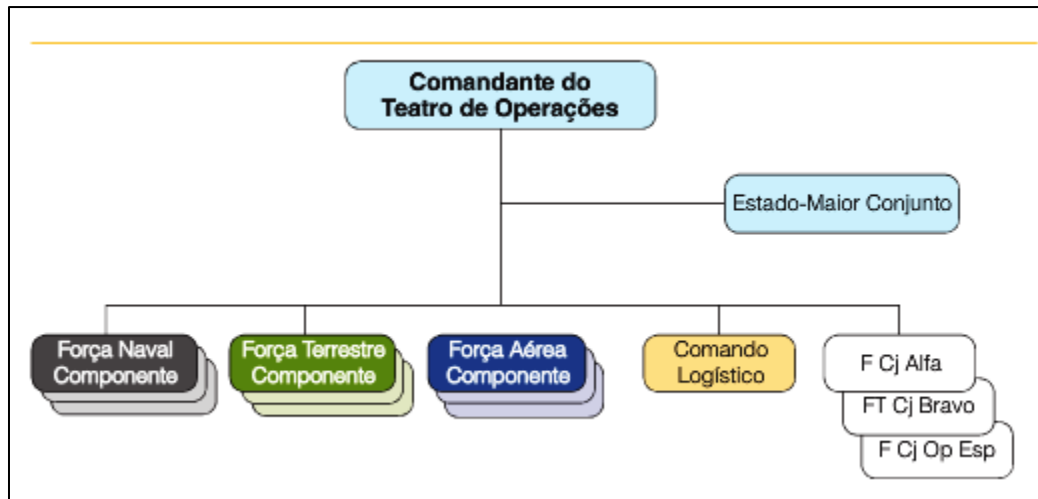 Comandante do
Teatro de Operações
Estado-Maior Conjunto
Força Naval
Componente
Força Terrestre
Componente
Força Aérea
Componente
Comando
Logístico
F Cj Alfa
FT Cj Bravo
F Cj Op Esp